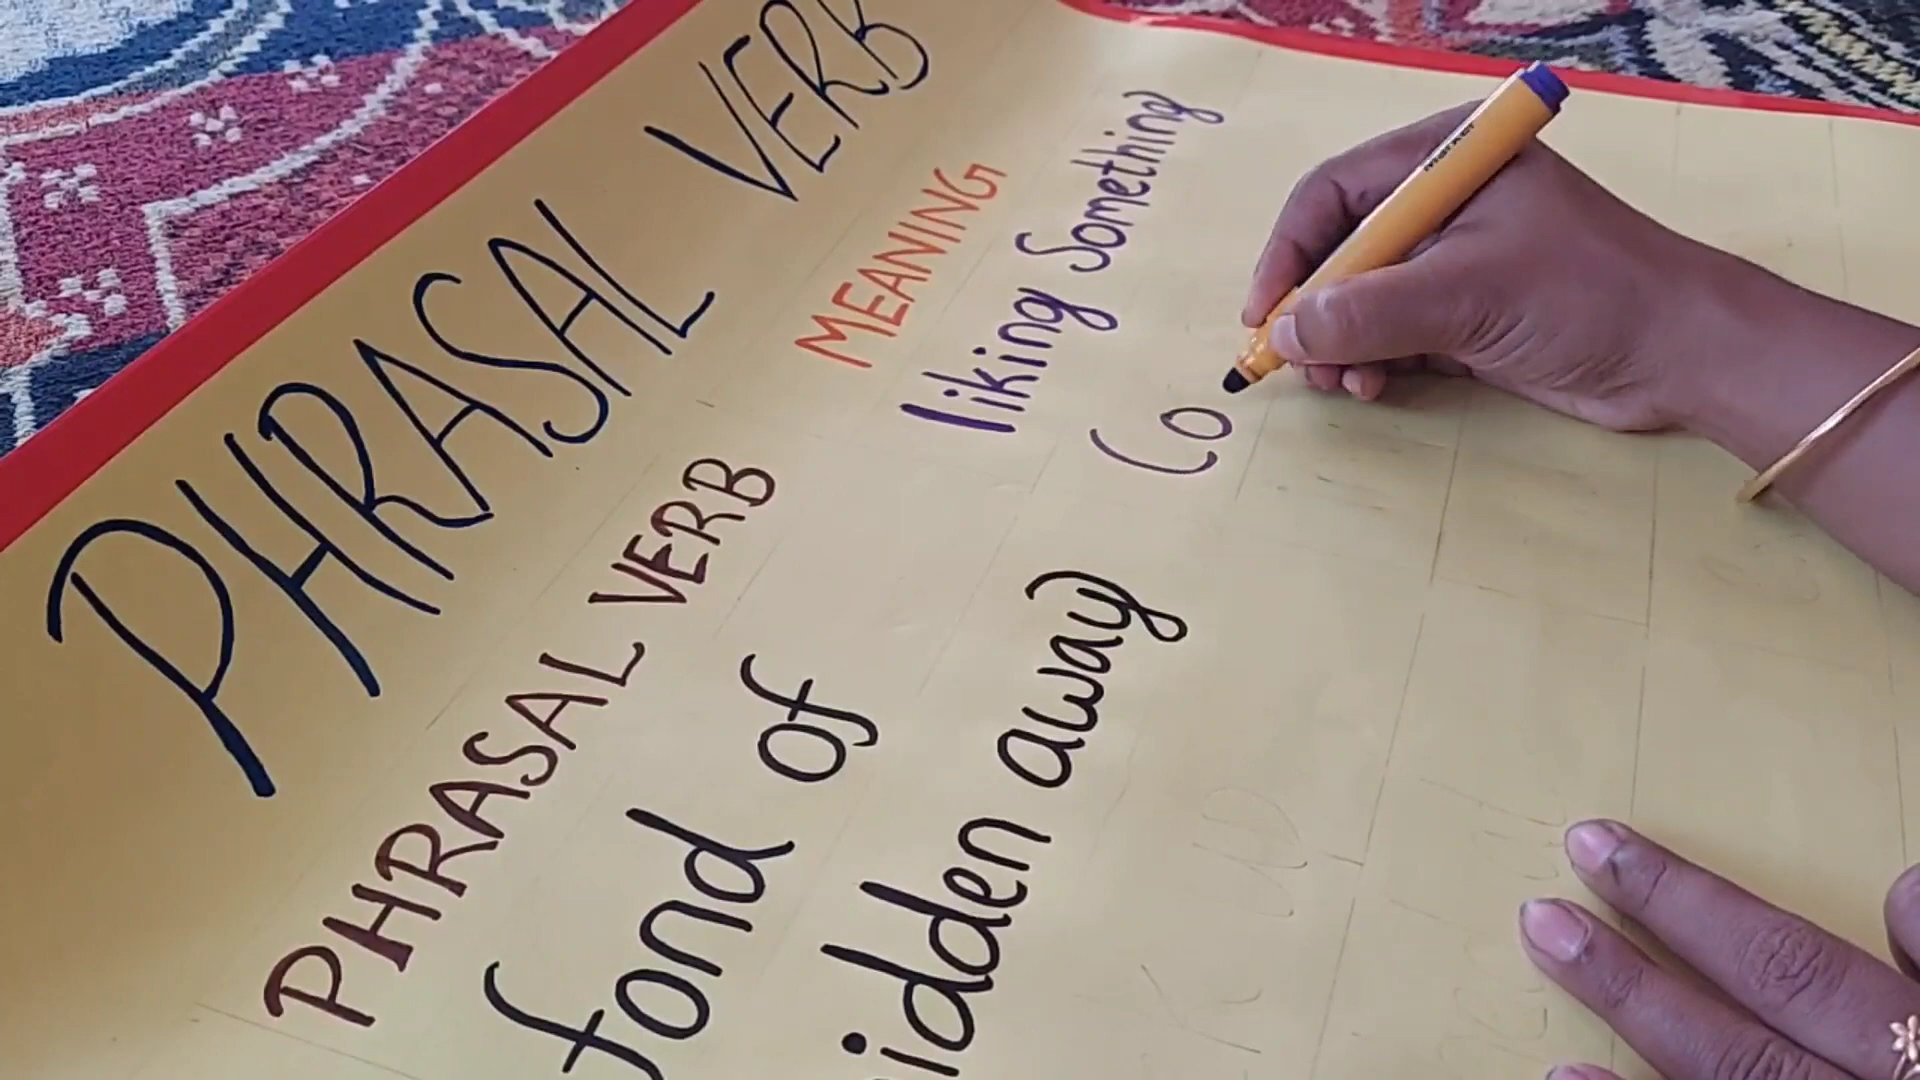 PHRASAL VERB
PHRASAL VERB MEANING
fond of liking Something
idden away Co